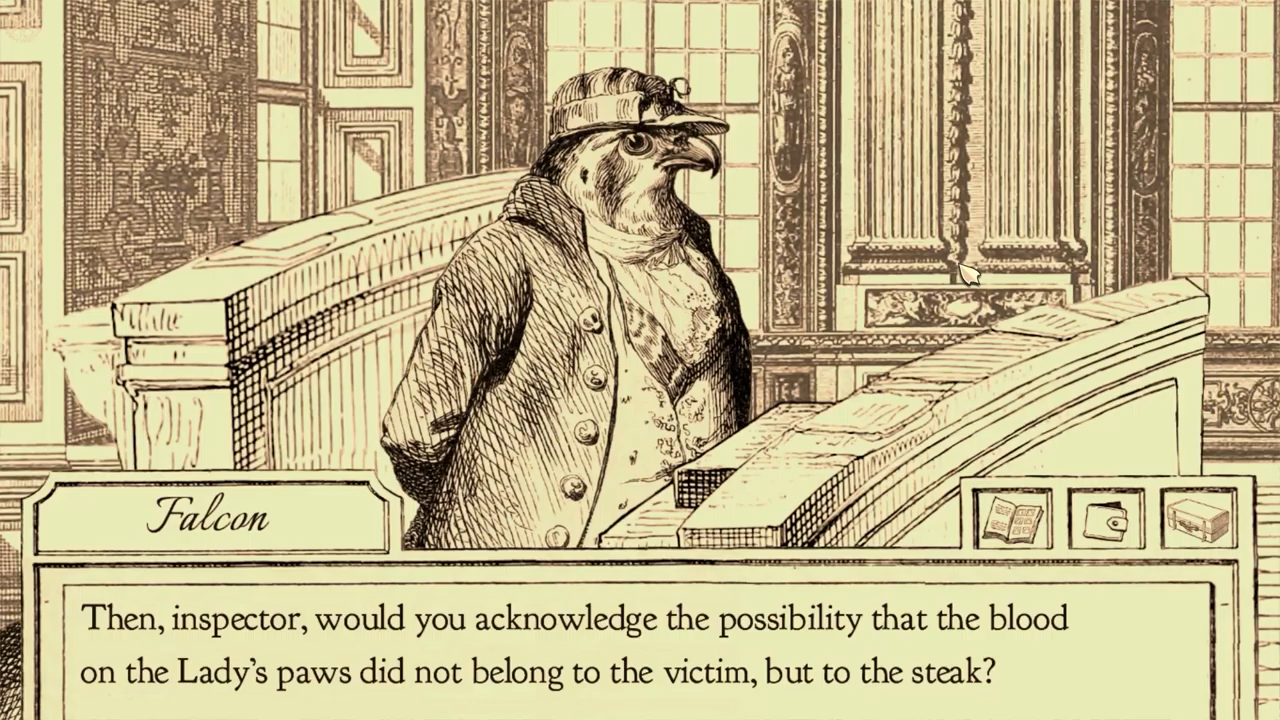 Falcon
Then, inspector, would you acknowledge the possibility that the blood
on the Lady's paws did not belong to the victim, but to the steak?